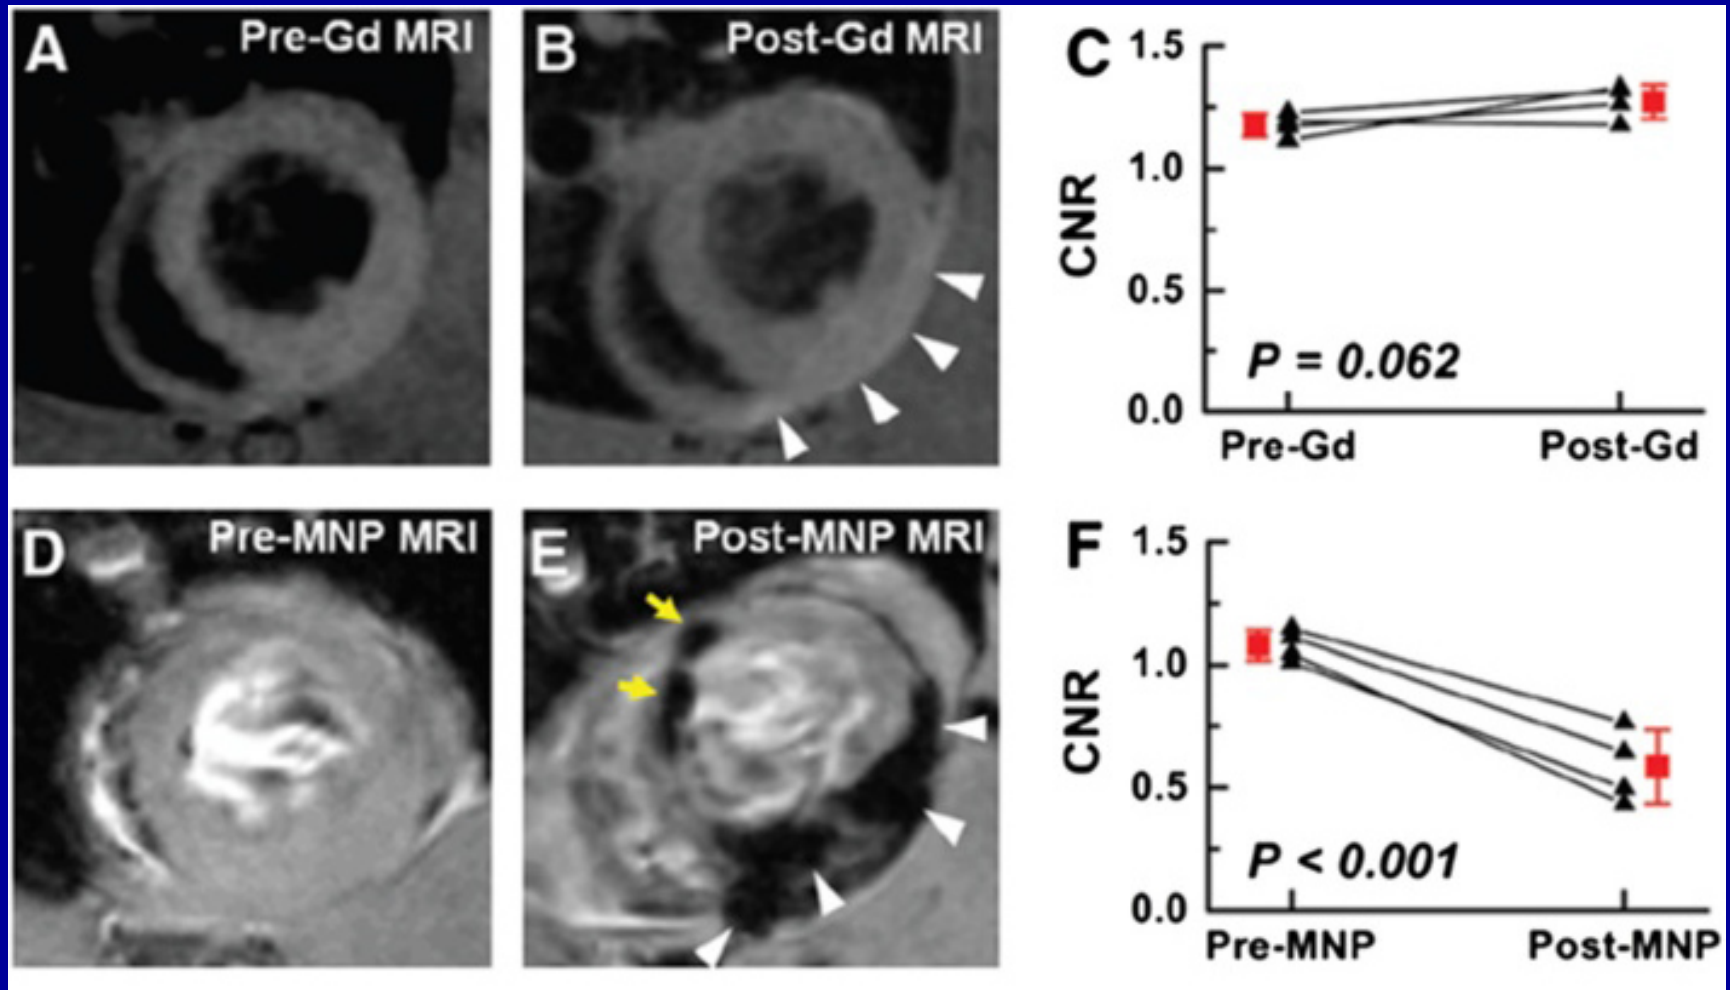 A
Pre-Gd MRI
B
Post-Gd MRI
C
1.5
1.0
0.5
0.0
CNR
P = 0.062
Pre-Gd
Post-Gd
D
Pre-MNP MRI
E
Post-MNP MRI
F
1.5
1.0
0.5
0.0
CNR
P < 0.001
Pre-MNP
Post-MNP